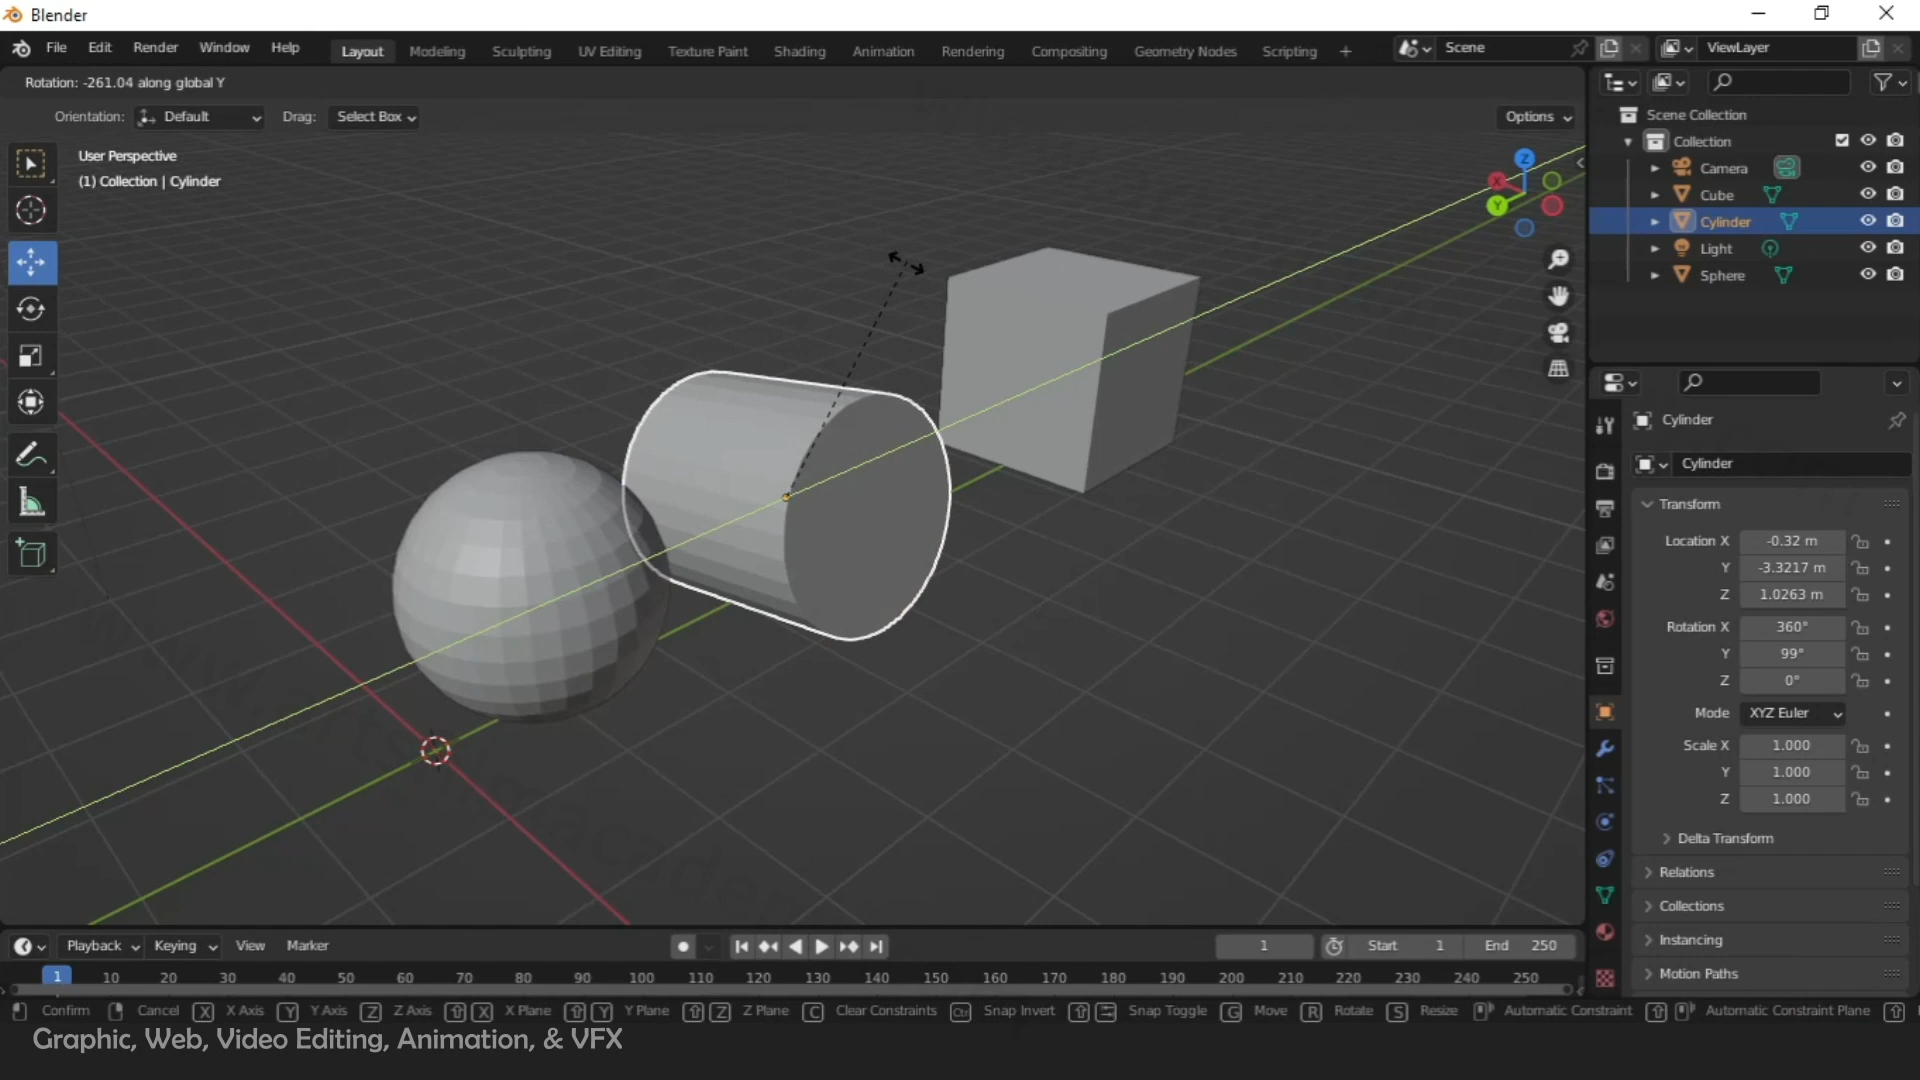 Blender
File Edit Render Window Help Layout Modeling Sculpting UV Editing Texture Paint Shading Animation Rendering Compositing Geometry Nodes Scripting + Scene ViewLayer
Rotation: -261.04 along global Y
Orientation: Default Drag: Select Box Options
User Perspective
(1) Collection | Cylinder
Z
X
Y
Scene Collection
Collection
Camera
Cube
Cylinder
Light
Sphere
Cylinder
Cylinder
Transform
Location X -0.32 m
Y -3.3217 m
Z 1.0263 m
Rotation X 360°
Y 99°
Z 0°
Mode XYZ Euler
Scale X 1.000
Y 1.000
Z 1.000
Delta Transform
Relations
Collections
Instancing
Motion Paths
Playback Keying View Marker 1 Start 1 End 250
1 10 20 30 40 50 60 70 80 90 100 110 120 130 140 150 160 170 180 190 200 210 220 230 240 250
Confirm Cancel X X Axis Y Y Axis Z Z Axis X X Plane Y Y Plane Z Z Plane C Clear Constraints Ctrl Snap Invert Snap Toggle G Move R Rotate S Resize Automatic Constraint Automatic Constraint Plane
Graphic, Web, Video Editing, Animation, & VFX